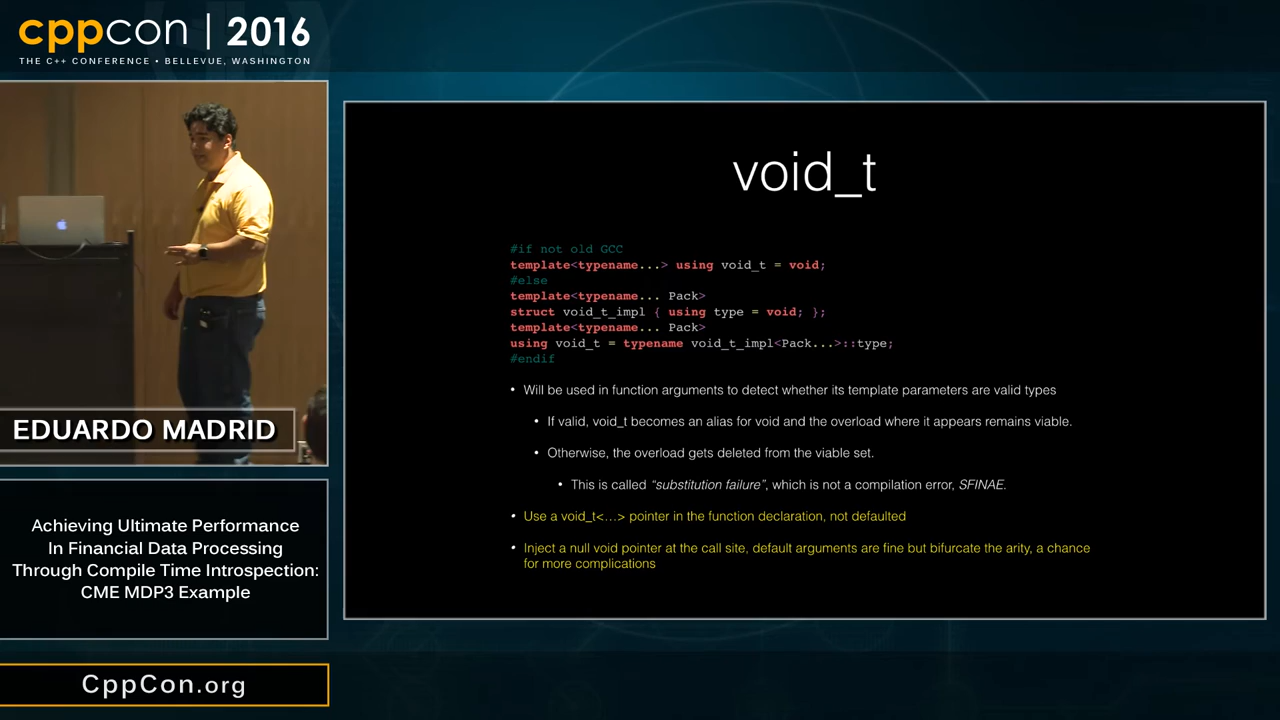 cppcon | 2016
THE C++ CONFERENCE • BELLEVUE, WASHINGTON
EDUARDO MADRID
Achieving Ultimate Performance
In Financial Data Processing
Through Compile Time Introspection:
CME MDP3 Example
CppCon.org
void_t
#if not old GCC
template<typename...> using void_t = void;
#else
template<typename... Pack>
struct void_t_impl { using type = void; };
template<typename... Pack>
using void_t = typename void_t_impl<Pack...>::type;
#endif
• Will be used in function arguments to detect whether its template parameters are valid types
• If valid, void_t becomes an alias for void and the overload where it appears remains viable.
• Otherwise, the overload gets deleted from the viable set.
• This is called “substitution failure”, which is not a compilation error, SFINAE.
• Use a void_t<...> pointer in the function declaration, not defaulted
• Inject a null void pointer at the call site, default arguments are fine but bifurcate the arity, a chance
for more complications